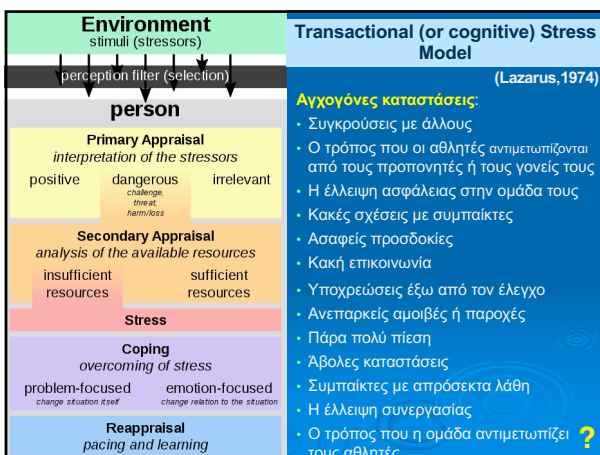 Environment
stimuli (stressors)
perception filter (selection)
person
Primary Appraisal
interpretation of the stressors
positive dangerous irrelevant
challenge,
threat,
harm/loss
Secondary Appraisal
analysis of the available resources
insufficient sufficient
resources resources
Stress
Coping
overcoming of stress
problem-focused emotion-focused
change situation itself change relation to the situation
Reappraisal
pacing and learning
Transactional (or cognitive) Stress
Model
(Lazarus,1974)
Αγχογόνες καταστάσεις:
• Συγκρούσεις με άλλους
• Ο τρόπος που οι αθλητές αντιμετωπίζονται
από τους προπονητές ή τους γονείς τους
• Η έλλειψη ασφάλειας στην ομάδα τους
• Κακές σχέσεις με συμπαίκτες
• Ασαφείς προσδοκίες
• Κακή επικοινωνία
• Υποχρεώσεις έξω από τον έλεγχο
• Ανεπαρκείς αμοιβές ή παροχές
• Πάρα πολύ πίεση
• Άβολες καταστάσεις
• Συμπαίκτες με απρόσεκτα λάθη
• Η έλλειψη συνεργασίας
• Ο τρόπος που η ομάδα αντιμετωπίζει ?
τους αθλητές